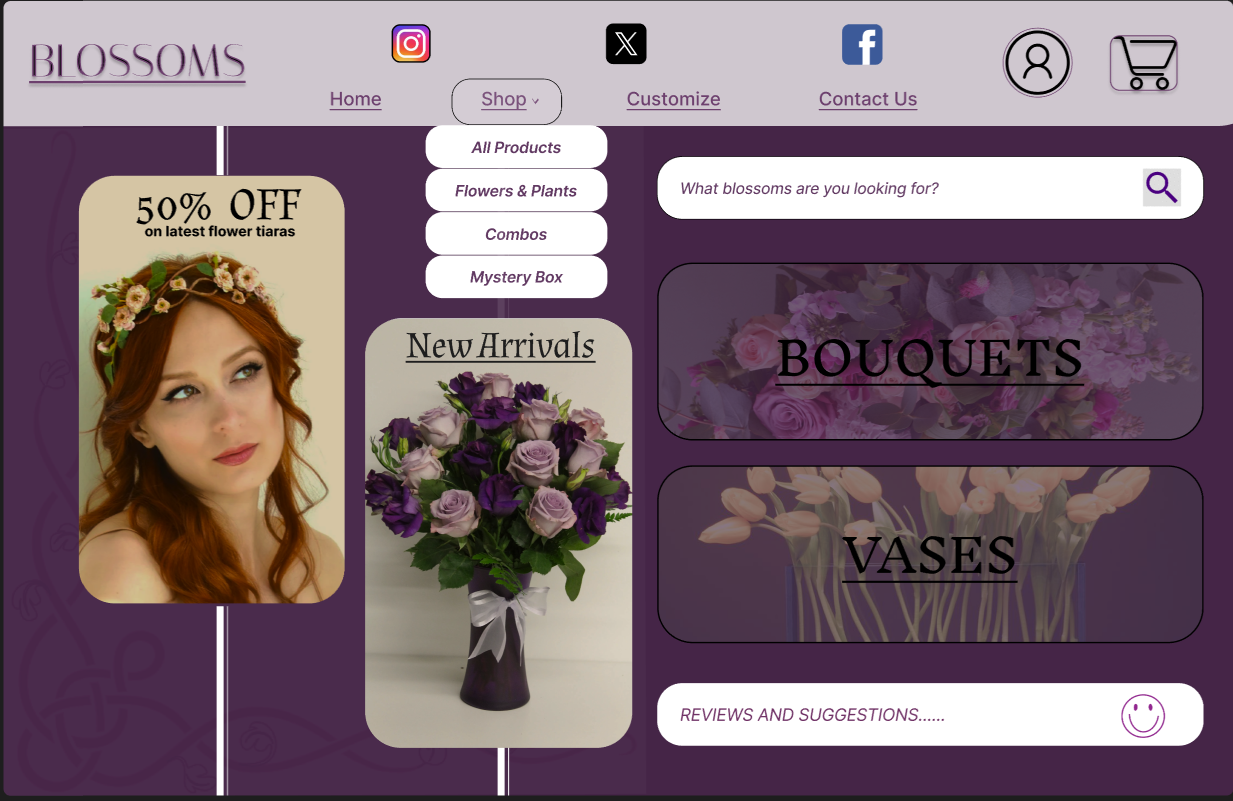 BLOSSOMS
Home
Shop
Customize
Contact Us
All Products
Flowers & Plants
Combos
Mystery Box
What blossoms are you looking for?
50% OFF
on latest flower tiaras
New Arrivals
BOUQUETS
VASES
REVIEWS AND SUGGESTIONS......